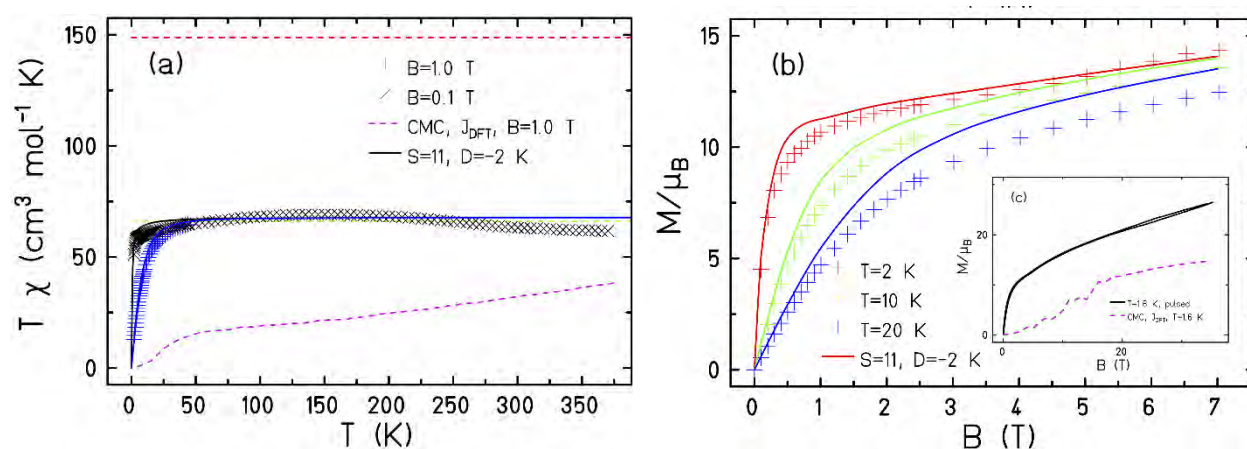 (a)
B=1.0 T
B=0.1 T
CMC, J_DFT, B=1.0 T
S=11, D=-2 K
T χ (cm³ mol⁻¹ K)
150
100
50
0
0 50 100 150 200 250 300 350
T (K)
(b)
M/μ_B
15
10
5
0
0 1 2 3 4 5 6 7
B (T)
T=2 K
T=10 K
T=20 K
S=11, D=-2 K
(c)
M/μ_B
20
0
0 20
B (T)
T=1.6 K, pulsed
CMC, J_DFT, T=1.6 K